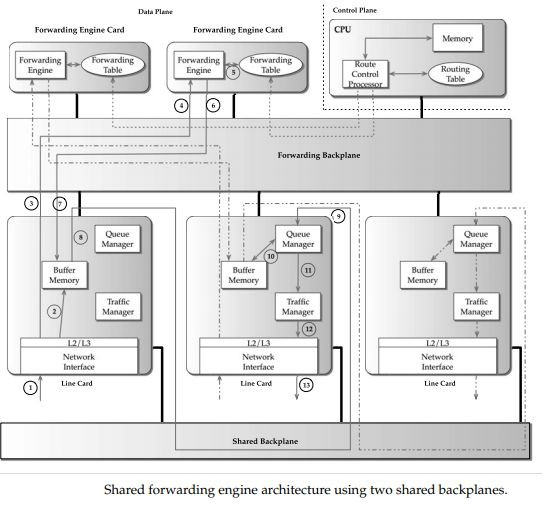 Data Plane
Control Plane
Forwarding Engine Card
Forwarding Engine Card
CPU
Forwarding
Engine
Forwarding
Table
Forwarding
Engine
5
Forwarding
Table
Memory
Route
Control
Processor
Routing
Table
4
6
Forwarding Backplane
3
7
8
Queue
Manager
Buffer
Memory
2
Traffic
Manager
L2/L3
Network
Interface
1
Line Card
9
Queue
Manager
10
Buffer
Memory
11
Traffic
Manager
12
L2/L3
Network
Interface
Line Card
13
Queue
Manager
Buffer
Memory
Traffic
Manager
L2/L3
Network
Interface
Line Card
Shared Backplane
Shared forwarding engine architecture using two shared backplanes.